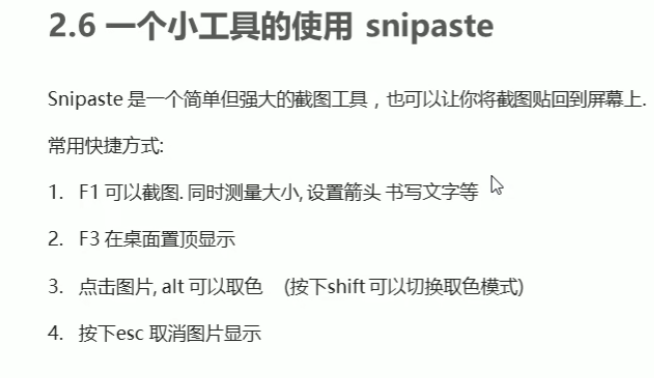 2.6 一个小工具的使用 snipaste
Snipaste 是一个简单但强大的截图工具，也可以让你将截图贴回到屏幕上.
常用快捷方式:
1. F1 可以截图. 同时测量大小, 设置箭头 书写文字等
2. F3 在桌面置顶显示
3. 点击图片, alt 可以取色 (按下shift 可以切换取色模式)
4. 按下esc 取消图片显示